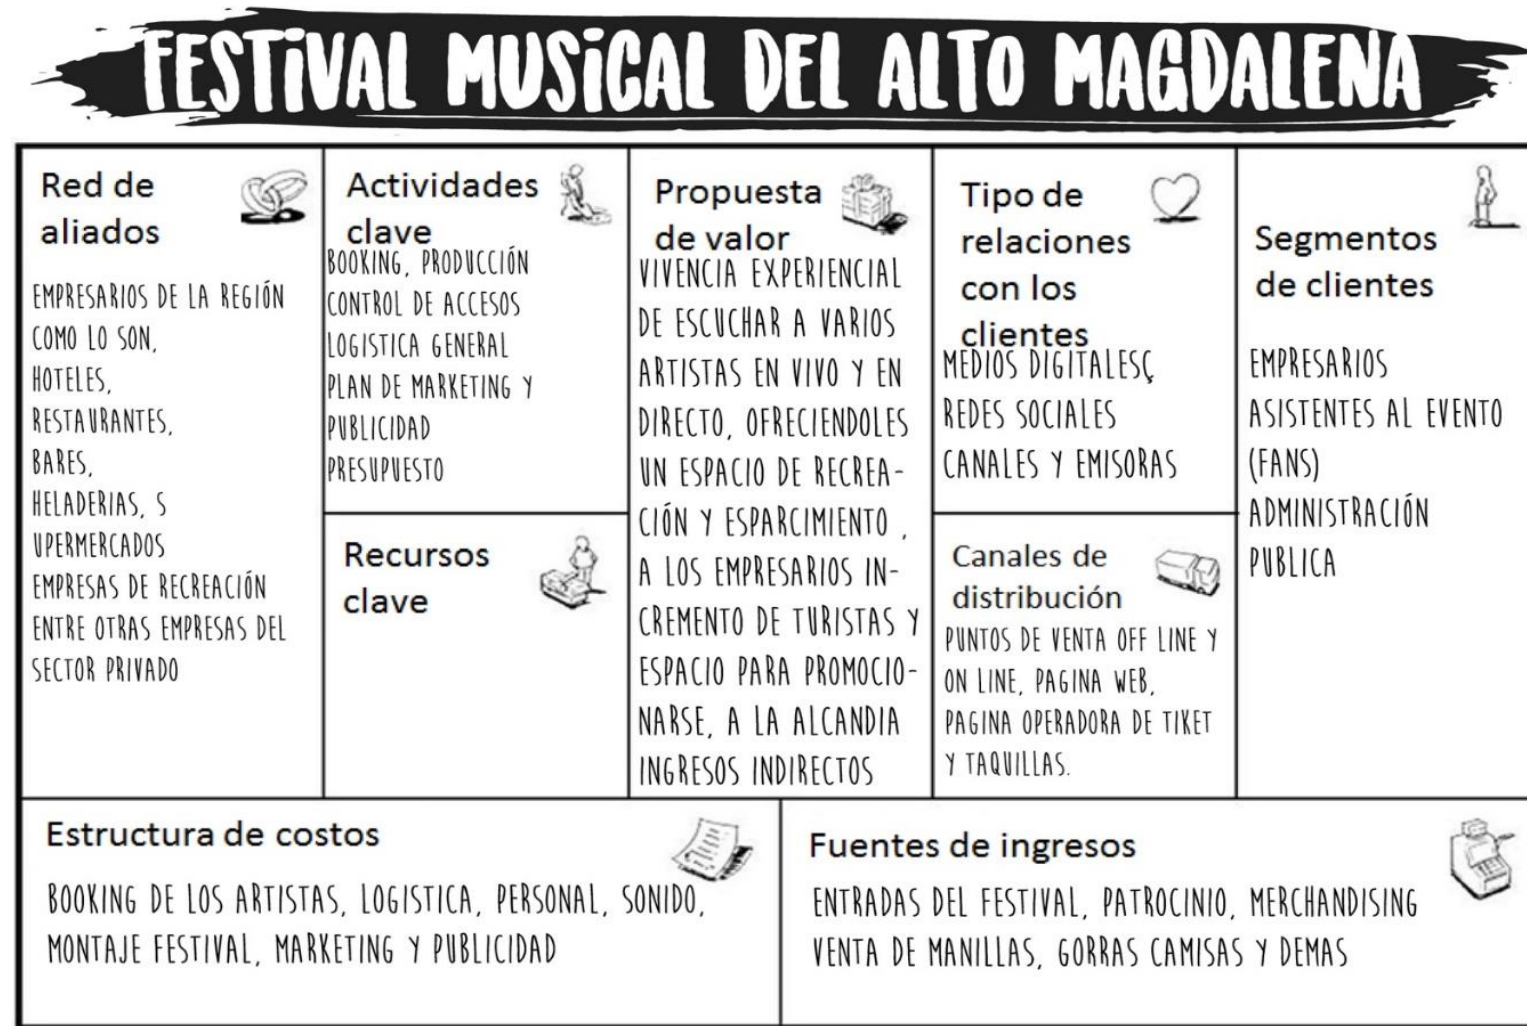 FESTiVAL MUSiCAL DEL ALTO MAGDALENA
Red de
aliados
EMPRESARIOS DE LA REGIÓN
COMO LO SON,
HOTELES,
RESTAURANTES,
BARES,
HELADERIAS, S
UPERMERCADOS
EMPRESAS DE RECREACIÓN
ENTRE OTRAS EMPRESAS DEL
SECTOR PRIVADO
Actividades
clave
BOOKING, PRODUCCIÓN
CONTROL DE ACCESOS
LOGISTICA GENERAL
PLAN DE MARKETING Y
PUBLICIDAD
PRESUPUESTO
Recursos
clave
Propuesta
de valor
VIVENCIA EXPERIENCIAL
DE ESCUCHAR A VARIOS
ARTISTAS EN VIVO Y EN
DIRECTO, OFRECIENDOLES
UN ESPACIO DE RECREA-
CIÓN Y ESPARCIMIENTO ,
A LOS EMPRESARIOS IN-
CREMENTO DE TURISTAS Y
ESPACIO PARA PROMOCIO-
NARSE, A LA ALCANDIA
INGRESOS INDIRECTOS
Tipo de
relaciones
con los
clientes
MEDIOS DIGITALESÇ
REDES SOCIALES
CANALES Y EMISORAS
Canales de
distribución
PUNTOS DE VENTA OFF LINE Y
ON LINE, PAGINA WEB,
PAGINA OPERADORA DE TIKET
Y TAQUILLAS.
Segmentos
de clientes
EMPRESARIOS
ASISTENTES AL EVENTO
(FANS)
ADMINISTRACIÓN
PUBLICA
Estructura de costos
BOOKING DE LOS ARTISTAS, LOGISTICA, PERSONAL, SONIDO,
MONTAJE FESTIVAL, MARKETING Y PUBLICIDAD
Fuentes de ingresos
ENTRADAS DEL FESTIVAL, PATROCINIO, MERCHANDISING
VENTA DE MANILLAS, GORRAS CAMISAS Y DEMAS